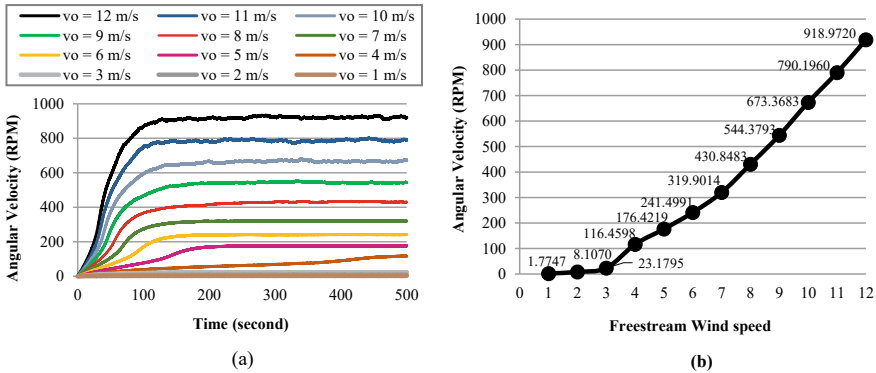 vo = 12 m/s vo = 11 m/s vo = 10 m/s
vo = 9 m/s vo = 8 m/s vo = 7 m/s
vo = 6 m/s vo = 5 m/s vo = 4 m/s
vo = 3 m/s vo = 2 m/s vo = 1 m/s
Angular Velocity (RPM)
1000
800
600
400
200
0
0 100 200 300 400 500
Time (second)
(a)
Angular Velocity (RPM)
1000
900
800
700
600
500
400
300
200
100
0
918.9720
790.1960
673.3683
544.3793
430.8483
319.9014
241.4991
176.4219
116.4598
23.1795
8.1070
1.7747
0 1 2 3 4 5 6 7 8 9 10 11 12
Freestream Wind speed
(b)